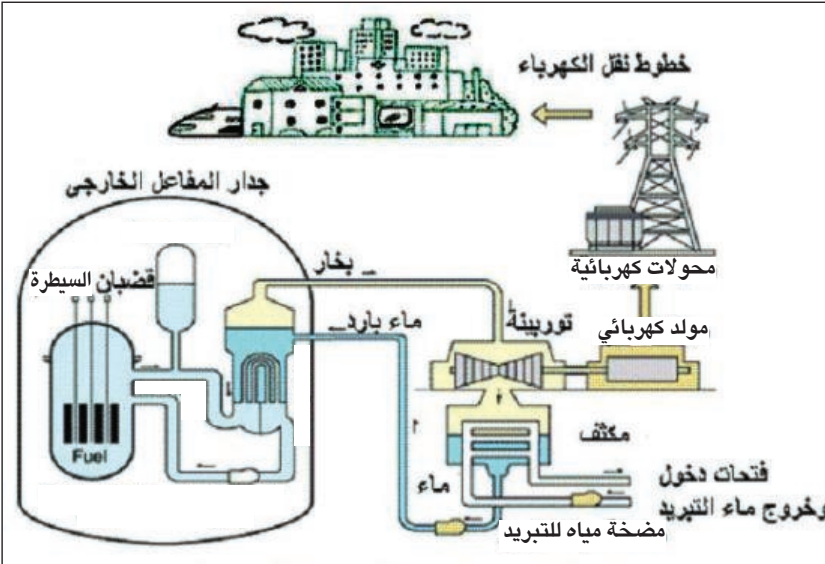 خطوط نقل الكهرباء
جدار المفاعل الخارجي
محولات كهربائية
بخار
قضبان السيطرة
توربينة
ماء بارد
مولد كهربائي
مكثف
Fuel
ماء
فتحات دخول
وخروج ماء التبريد
مضخة مياه للتبريد